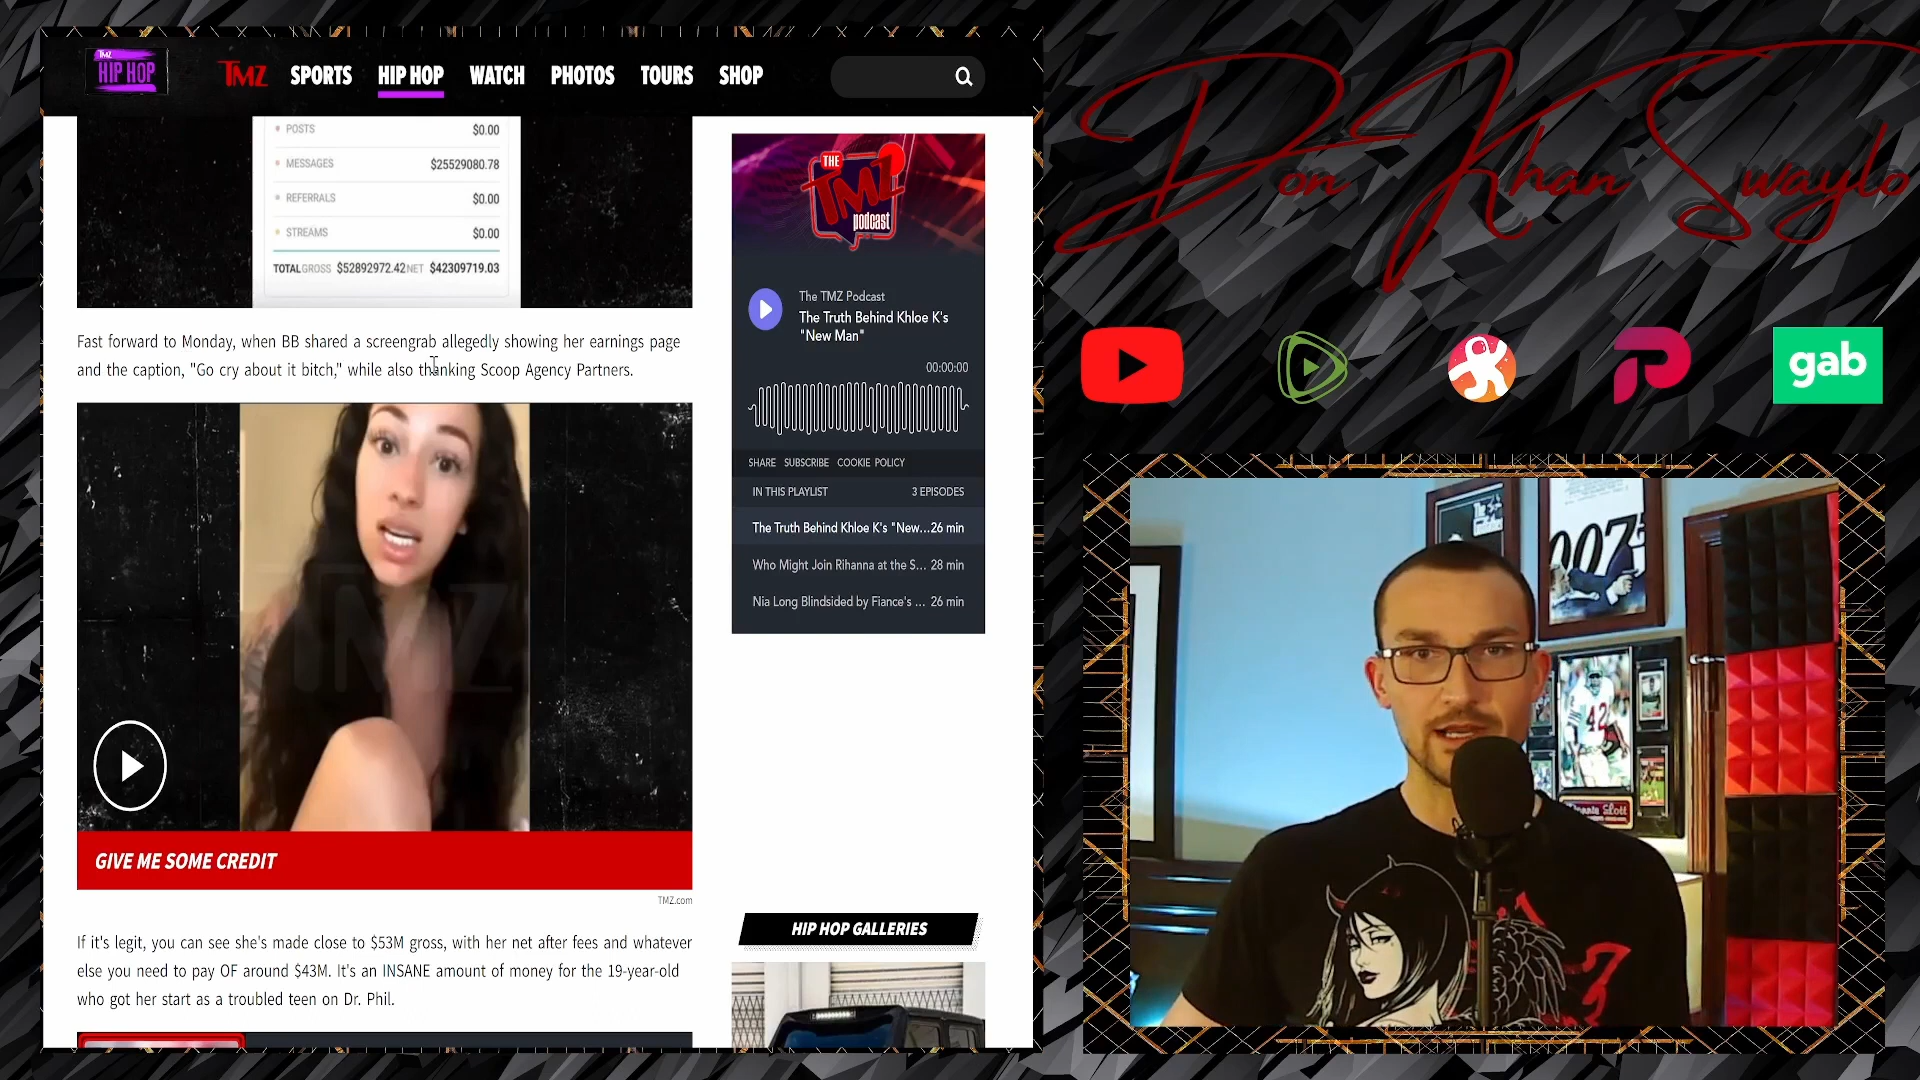 TMZ
HIP HOP
TMZ
SPORTS
HIP HOP
WATCH
PHOTOS
TOURS
SHOP
POSTS $0.00
MESSAGES $25529080.78
REFERRALS $0.00
STREAMS $0.00
TOTAL GROSS $52892972.42 NET $42309719.03
Fast forward to Monday, when BB shared a screengrab allegedly showing her earnings page
and the caption, "Go cry about it bitch," while also thanking Scoop Agency Partners.
TMZ
GIVE ME SOME CREDIT
TMZ.com
If it's legit, you can see she's made close to $53M gross, with her net after fees and whatever
else you need to pay OF around $43M. It's an INSANE amount of money for the 19-year-old
who got her start as a troubled teen on Dr. Phil.
THE
TMZ
podcast
The TMZ Podcast
The Truth Behind Khloe K's
"New Man"
00:00:00
SHARE SUBSCRIBE COOKIE POLICY
IN THIS PLAYLIST 3 EPISODES
The Truth Behind Khloe K's "New... 26 min
Who Might Join Rihanna at the S... 28 min
Nia Long Blindsided by Fiance's ... 26 min
HIP HOP GALLERIES
Don Khan Swaylo
gab
007
42